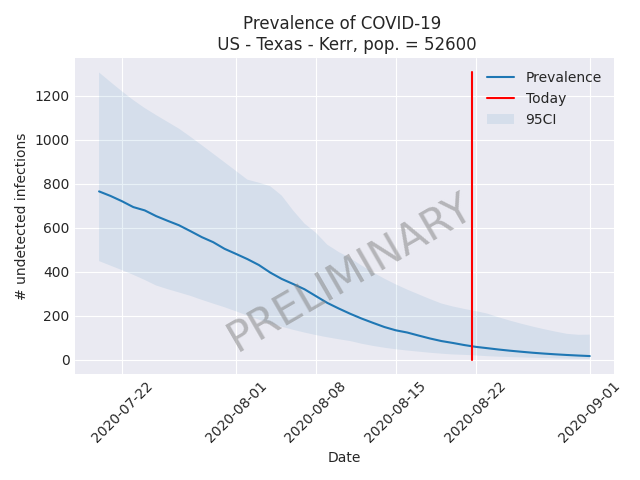 Prevalence of COVID-19
US - Texas - Kerr, pop. = 52600
# undetected infections
1200
1000
800
600
400
200
0
Prevalence
Today
95CI
PRELIMINARY
2020-07-22
2020-08-01
2020-08-08
2020-08-15
2020-08-22
2020-09-01
Date